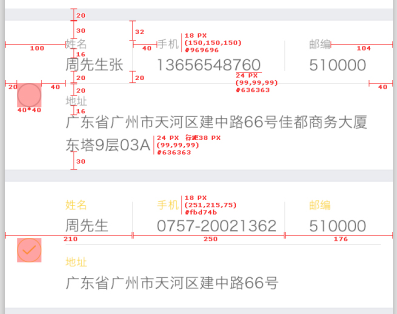 20
30
32
18 PX
(150,150,150)
#969696
姓名 手机 邮编
100 40 104
周先生张 13656548760 510000
16
20 20
24 PX
(99,99,99)
#636363
20 40 40
20
地址
40*40
16
广东省广州市天河区建中路66号佳都商务大厦
东塔9层03A
24 PX 行距38 PX
(99,99,99)
#636363
30
18 PX
(251,215,75)
#fbd74b
姓名 手机 邮编
周先生 0757-20021362 510000
210 250 176
地址
广东省广州市天河区建中路66号